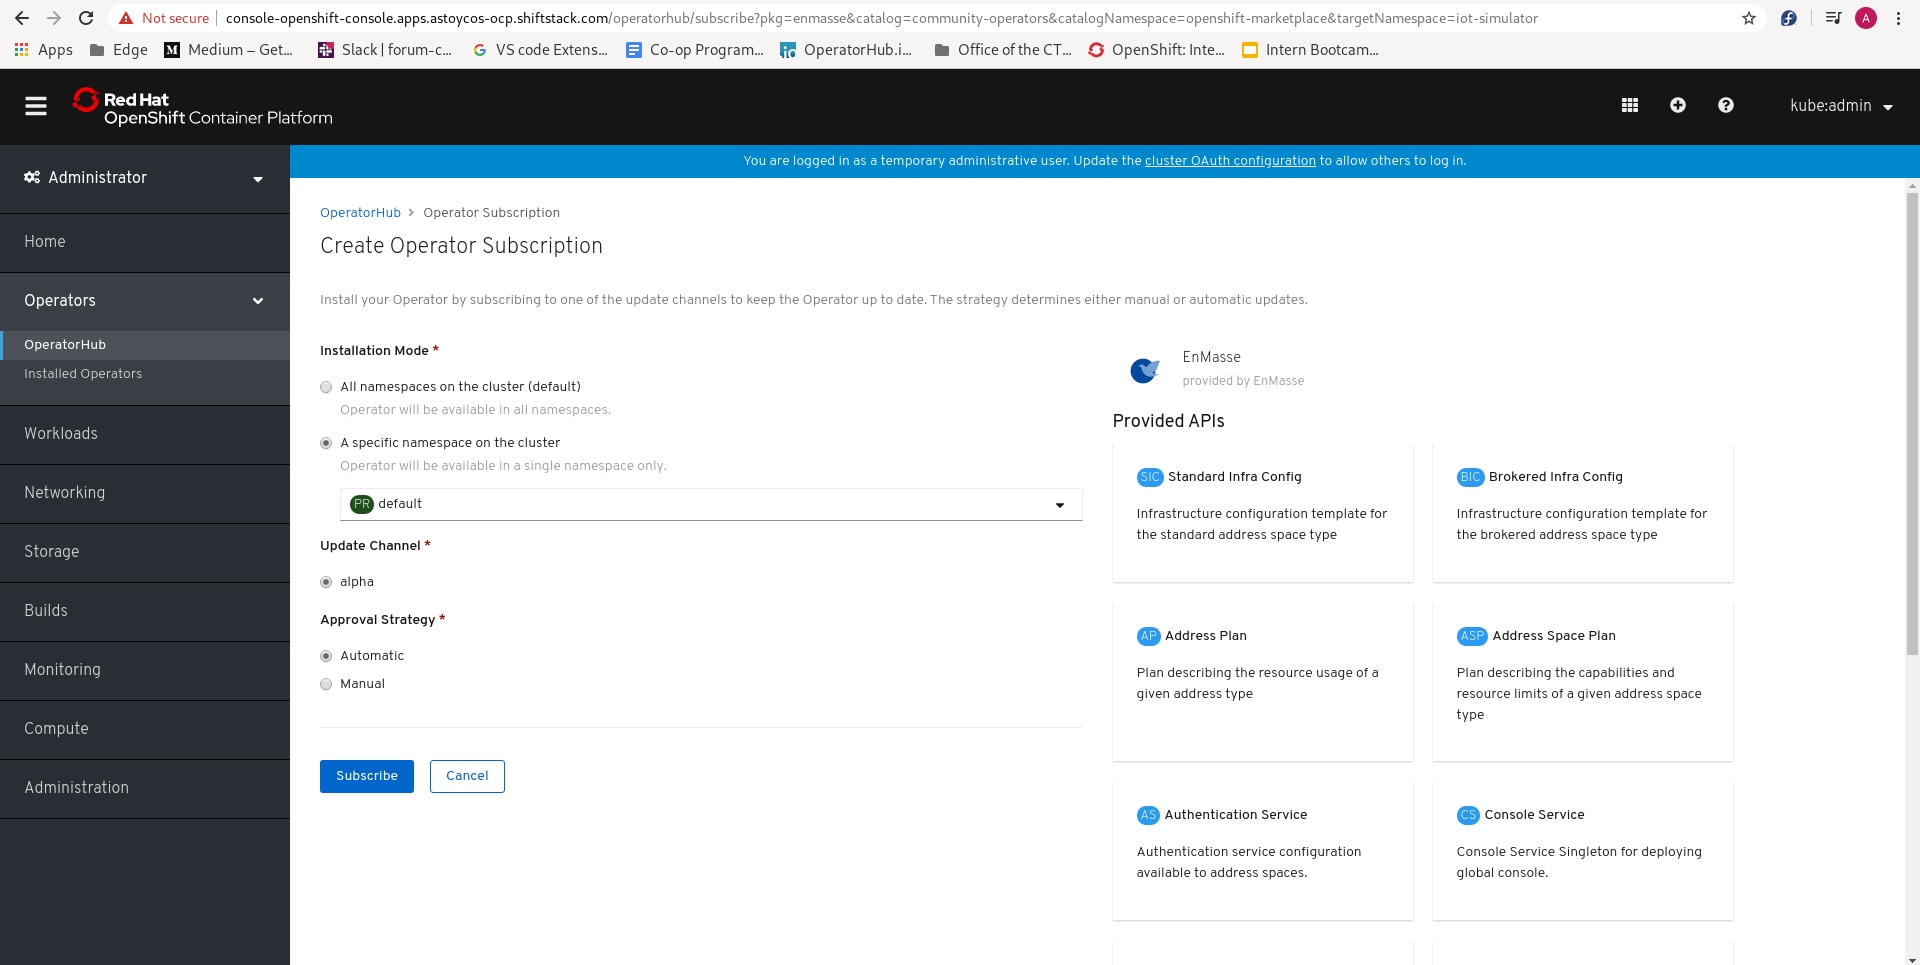 Not secure
console-openshift-console.apps.astoycos-ocp.shiftstack.com/operatorhub/subscribe?pkg=enmasse&catalog=community-operators&catalogNamespace=openshift-marketplace&targetNamespace=iot-simulator
A
Apps
Edge
M
Medium – Get...
Slack | forum-c...
G
VS code Extens...
Co-op Program...
.io
OperatorHub.i...
Office of the CT...
OpenShift: Inte...
Intern Bootcam...
Red Hat
OpenShift Container Platform
kube:admin
Administrator
Home
Operators
OperatorHub
Installed Operators
Workloads
Networking
Storage
Builds
Monitoring
Compute
Administration
You are logged in as a temporary administrative user. Update the cluster OAuth configuration to allow others to log in.
OperatorHub > Operator Subscription
Create Operator Subscription
Install your Operator by subscribing to one of the update channels to keep the Operator up to date. The strategy determines either manual or automatic updates.
Installation Mode *
All namespaces on the cluster (default)
Operator will be available in all namespaces.
A specific namespace on the cluster
Operator will be available in a single namespace only.
PR default
Update Channel *
alpha
Approval Strategy *
Automatic
Manual
Subscribe
Cancel
EnMasse
provided by EnMasse
Provided APIs
SIC Standard Infra Config
Infrastructure configuration template for
the standard address space type
BIC Brokered Infra Config
Infrastructure configuration template for
the brokered address space type
AP Address Plan
Plan describing the resource usage of a
given address type
ASP Address Space Plan
Plan describing the capabilities and
resource limits of a given address space
type
AS Authentication Service
Authentication service configuration
available to address spaces.
CS Console Service
Console Service Singleton for deploying
global console.